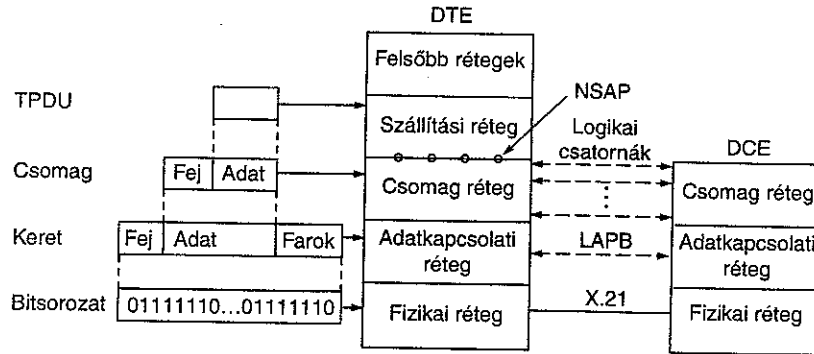 DTE
Felsőbb rétegek
TPDU
NSAP
Szállítási réteg
Logikai
csatornák
DCE
Csomag
Fej
Adat
Csomag réteg
Csomag réteg
Keret
Fej
Adat
Farok
Adatkapcsolati
réteg
LAPB
Adatkapcsolati
réteg
Bitsorozat
01111110...01111110
Fizikai réteg
X.21
Fizikai réteg